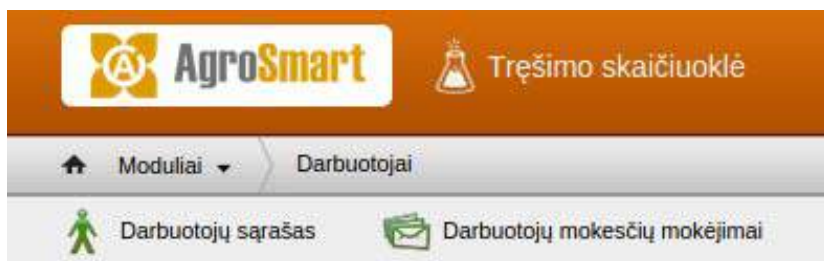 AgroSmart Tręšimo skaičiuoklė
Moduliai Darbuotojai
Darbuotojų sąrašas Darbuotojų mokesčių mokėjimai